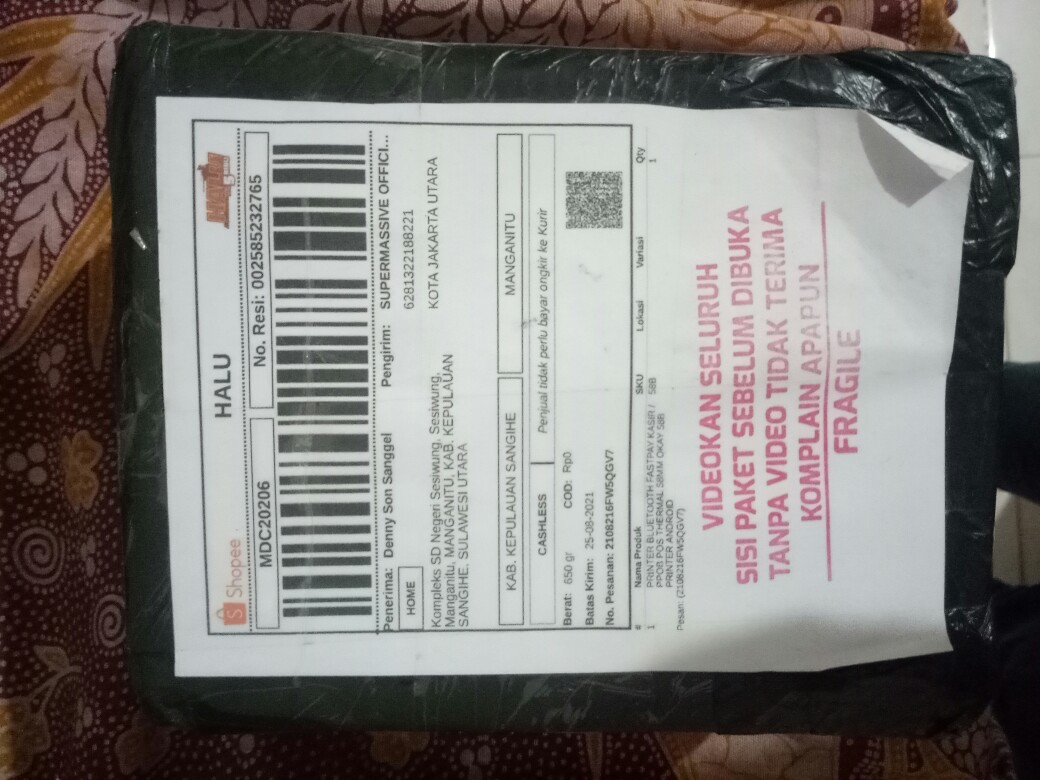 Shopee
HALU
MDC20206
No. Resi: 002585232765
Penerima: Denny Son Sanggel
Pengirim: SUPERMASSIVE OFFICI...
HOME
6281322188221
Kompleks SD Negeri Sesiwung, Sesiwung,
Manganitu, MANGANITU, KAB. KEPULAUAN
SANGIHE, SULAWESI UTARA
KOTA JAKARTA UTARA
KAB. KEPULAUAN SANGIHE
MANGANITU
CASHLESS
Penjual tidak perlu bayar ongkir ke Kurir
Berat: 650 gr
COD: Rp0
Batas Kirim: 25-08-2021
No. Pesanan: 2108216FW5QGV7
# Nama Produk SKU Lokasi Variasi Qty
1 PRINTER BLUETOOTH FASTPAY KASIR / 58B 1
PPOB POS THERMAL 58MM OKAY 58B
PRINTER ANDROID
Pesan: (2108216FW5QGV7)
VIDEOKAN SELURUH
SISI PAKET SEBELUM DIBUKA
TANPA VIDEO TIDAK TERIMA
KOMPLAIN APAPUN
FRAGILE